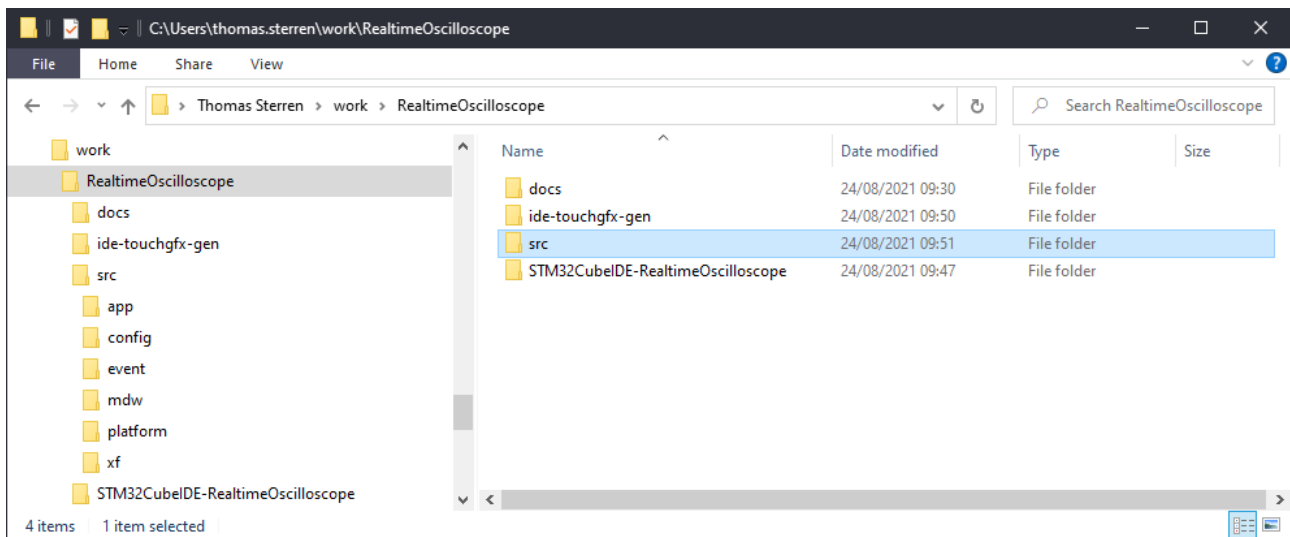 C:\Users\thomas.sterren\work\RealtimeOscilloscope
File Home Share View
Thomas Sterren > work > RealtimeOscilloscope Search RealtimeOscilloscope
work
RealtimeOscilloscope
docs
ide-touchgfx-gen
src
app
config
event
mdw
platform
xf
STM32CubeIDE-RealtimeOscilloscope
Name Date modified Type Size
docs 24/08/2021 09:30 File folder
ide-touchgfx-gen 24/08/2021 09:50 File folder
src 24/08/2021 09:51 File folder
STM32CubeIDE-RealtimeOscilloscope 24/08/2021 09:47 File folder
4 items 1 item selected